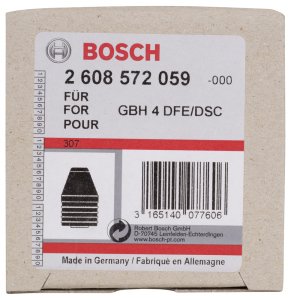 BOSCH
2 608 572 059 -000
FÜR
FOR GBH 4 DFE/DSC
POUR
307
3 165140 077606
Robert Bosch GmbH
D-70745 Leinfelden-Echterdingen
www.bosch-pt.com
Made in Germany / Fabriqué en Allemagne